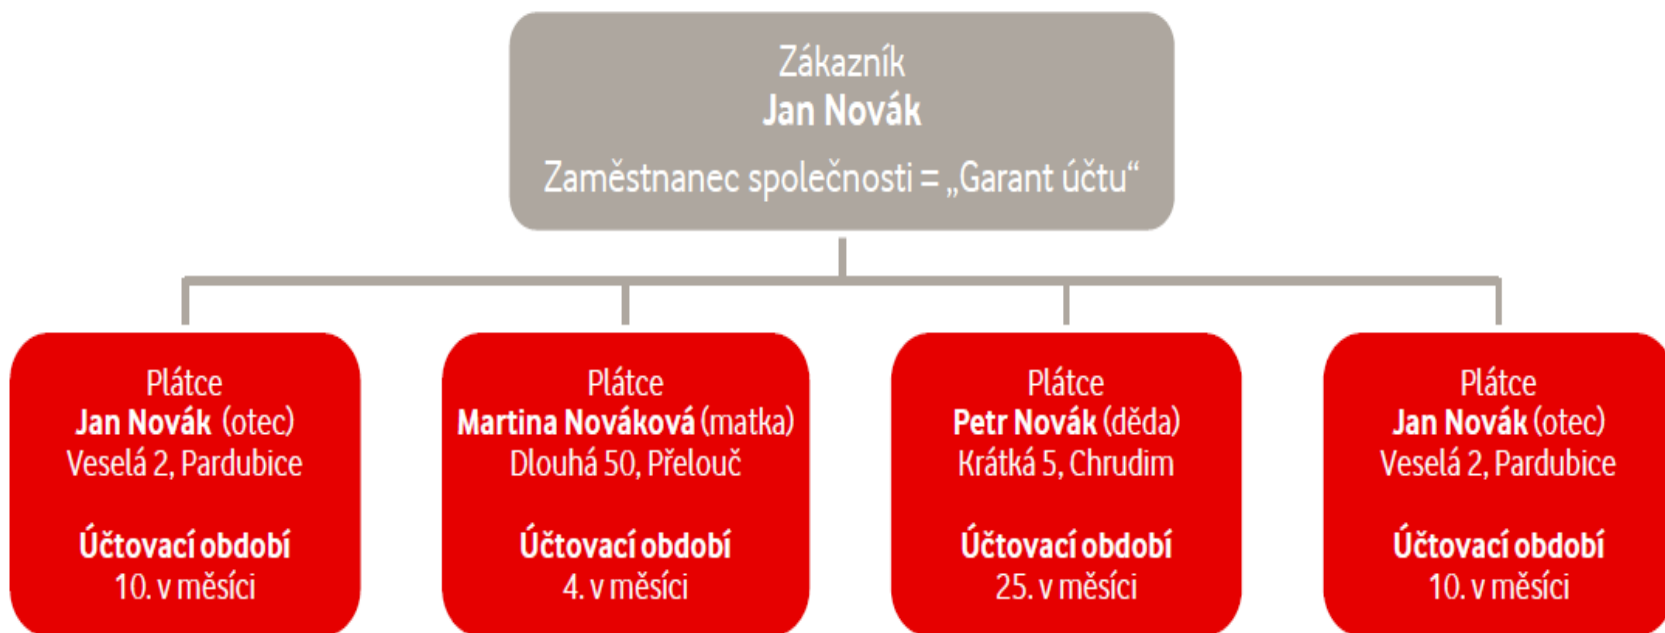 Zákazník
Jan Novák
Zaměstnanec společnosti = „Garant účtu“
Plátce
Jan Novák (otec)
Veselá 2, Pardubice
Účtovací období
10. v měsíci
Plátce
Martina Nováková (matka)
Dlouhá 50, Přelouč
Účtovací období
4. v měsíci
Plátce
Petr Novák (děda)
Krátká 5, Chrudim
Účtovací období
25. v měsíci
Plátce
Jan Novák (otec)
Veselá 2, Pardubice
Účtovací období
10. v měsíci